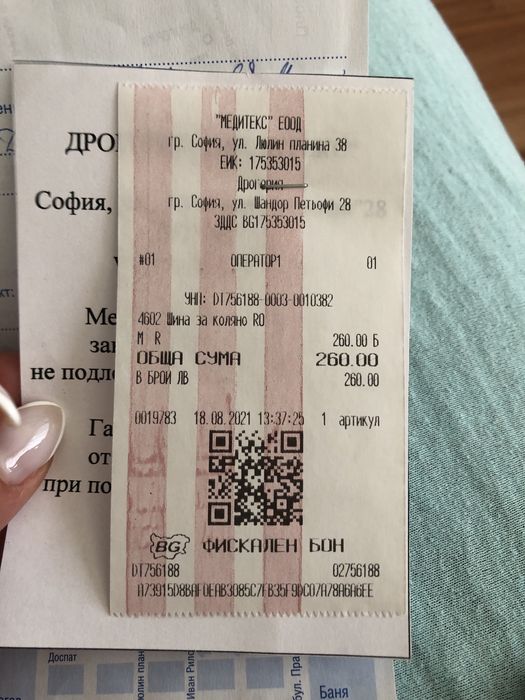 "МЕДИТЕКС" ЕООД
гр. София, ул. Люлин планина 38
ЕИК: 175353015
Дрогерия
гр. София, ул. Шандор Петьофи 28
ЗДДС BG175353015
#01 ОПЕРАТОР1 01
УНП: DT756188-0003-0010382
4602 Шина за коляно RO
M R 260.00 Б
ОБЩА СУМА 260.00
В БРОЙ ЛВ 260.00
0019783 18.08.2021 13:37:25 1 артикул
BG ФИСКАЛЕН БОН
DT756188 02756188
A73915D8BAF0EAB3085C7FB35F9DC07A78A6A6EE
ДРО
София,
Ме
за
не подл
Га
от
при по
Доспат
Баня